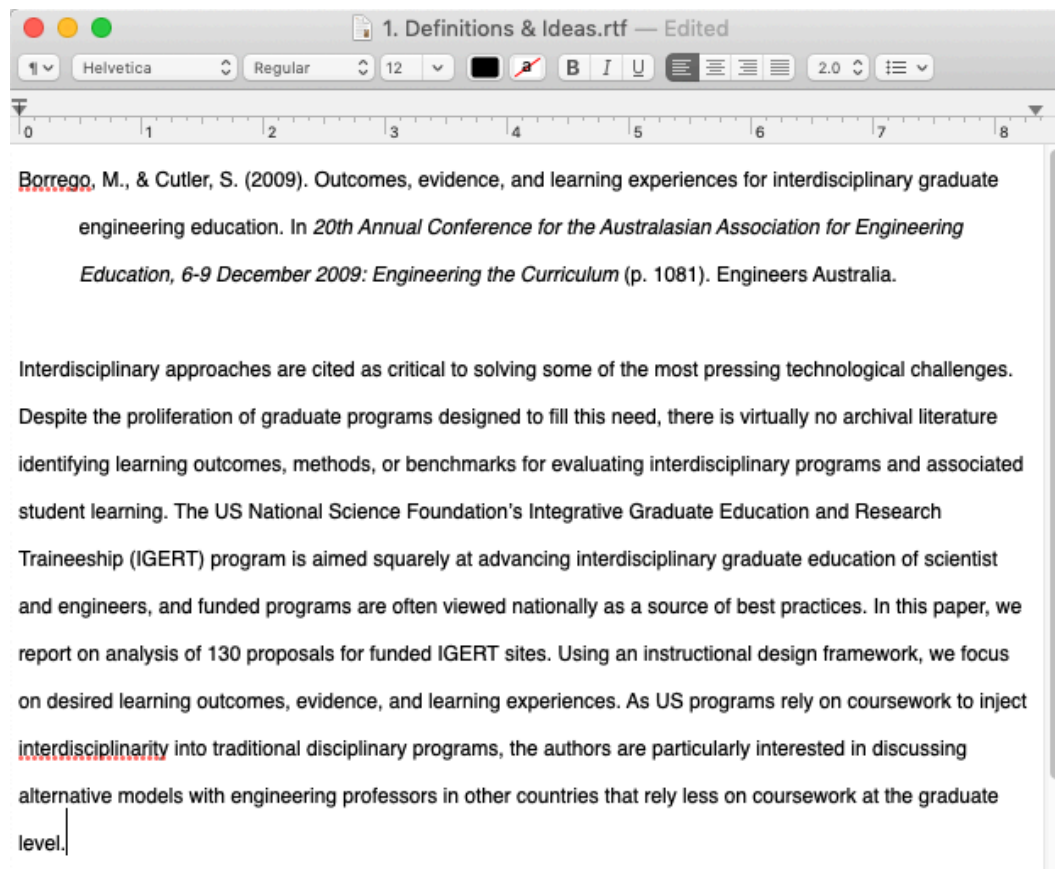 1. Definitions & Ideas.rtf — Edited
¶ Helvetica Regular 12 a B I U 2.0
0 1 2 3 4 5 6 7 8
Borrego, M., & Cutler, S. (2009). Outcomes, evidence, and learning experiences for interdisciplinary graduate
engineering education. In 20th Annual Conference for the Australasian Association for Engineering
Education, 6-9 December 2009: Engineering the Curriculum (p. 1081). Engineers Australia.
Interdisciplinary approaches are cited as critical to solving some of the most pressing technological challenges.
Despite the proliferation of graduate programs designed to fill this need, there is virtually no archival literature
identifying learning outcomes, methods, or benchmarks for evaluating interdisciplinary programs and associated
student learning. The US National Science Foundation’s Integrative Graduate Education and Research
Traineeship (IGERT) program is aimed squarely at advancing interdisciplinary graduate education of scientist
and engineers, and funded programs are often viewed nationally as a source of best practices. In this paper, we
report on analysis of 130 proposals for funded IGERT sites. Using an instructional design framework, we focus
on desired learning outcomes, evidence, and learning experiences. As US programs rely on coursework to inject
interdisciplinarity into traditional disciplinary programs, the authors are particularly interested in discussing
alternative models with engineering professors in other countries that rely less on coursework at the graduate
level.